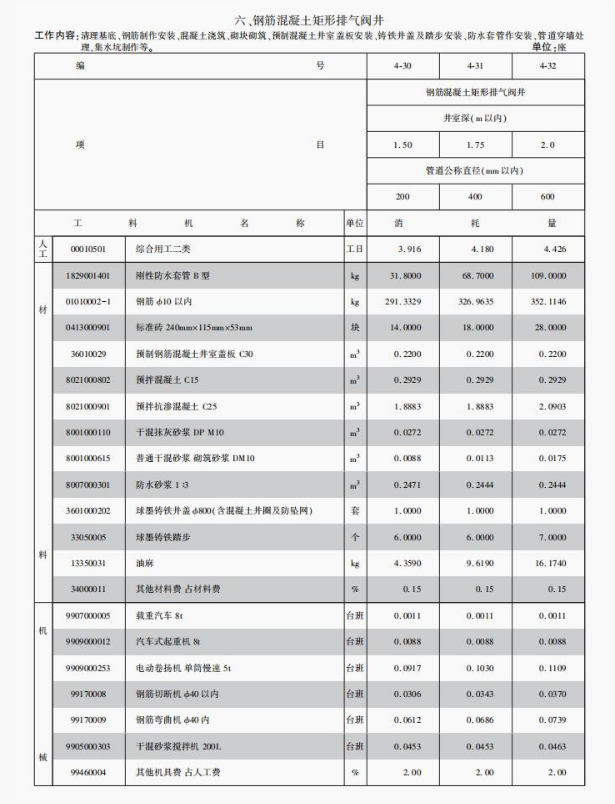 六、钢筋混凝土矩形排气阀井
工作内容:清理基底、钢筋制作安装、混凝土浇筑、砌块砌筑、预制混凝土井室盖板安装、铸铁井盖及踏步安装、防水套管作安装、管道穿墙处
理、集水坑制作等。 单位:座
编 号 4-30 4-31 4-32
钢筋混凝土矩形排气阀井
井室深(m以内)
项 目 1.50 1.75 2.0
管道公称直径(mm以内)
200 400 600
工 料 机 名 称 单位 消 耗 量
人工 00010501 综合用工二类 工日 3.916 4.180 4.426
材料
1829001401 刚性防水套管 B 型 kg 31.8000 68.7000 109.0000
01010002-1 钢筋 ф10 以内 kg 291.3329 326.9635 352.1146
0413000901 标准砖 240mm×115mm×53mm 块 14.0000 18.0000 28.0000
36010029 预制钢筋混凝土井室盖板 C30 m³ 0.2200 0.2200 0.2200
8021000802 预拌混凝土 C15 m³ 0.2929 0.2929 0.2929
8021000901 预拌抗渗混凝土 C25 m³ 1.8883 1.8883 2.0903
8001000110 干混抹灰砂浆 DP M10 m³ 0.0272 0.0272 0.0272
8001000615 普通干混砂浆 砌筑砂浆 DM10 m³ 0.0088 0.0113 0.0175
8007000301 防水砂浆 1:3 m³ 0.2471 0.2444 0.2444
3601000202 球墨铸铁井盖 ф800(含混凝土井圈及防坠网) 套 1.0000 1.0000 1.0000
33050005 球墨铸铁踏步 个 6.0000 6.0000 7.0000
13350031 油麻 kg 4.3590 9.6190 16.1740
34000011 其他材料费 占材料费 % 0.15 0.15 0.15
机械
9907000005 载重汽车 8t 台班 0.0011 0.0011 0.0011
9909000012 汽车式起重机 8t 台班 0.0088 0.0088 0.0088
9909000253 电动卷扬机 单筒慢速 5t 台班 0.0917 0.1030 0.1109
99170008 钢筋切断机 ф40 以内 台班 0.0306 0.0343 0.0370
99170009 钢筋弯曲机 ф40 内 台班 0.0612 0.0686 0.0739
9905000303 干混砂浆搅拌机 200L 台班 0.0453 0.0453 0.0463
99460004 其他机具费 占人工费 % 2.00 2.00 2.00